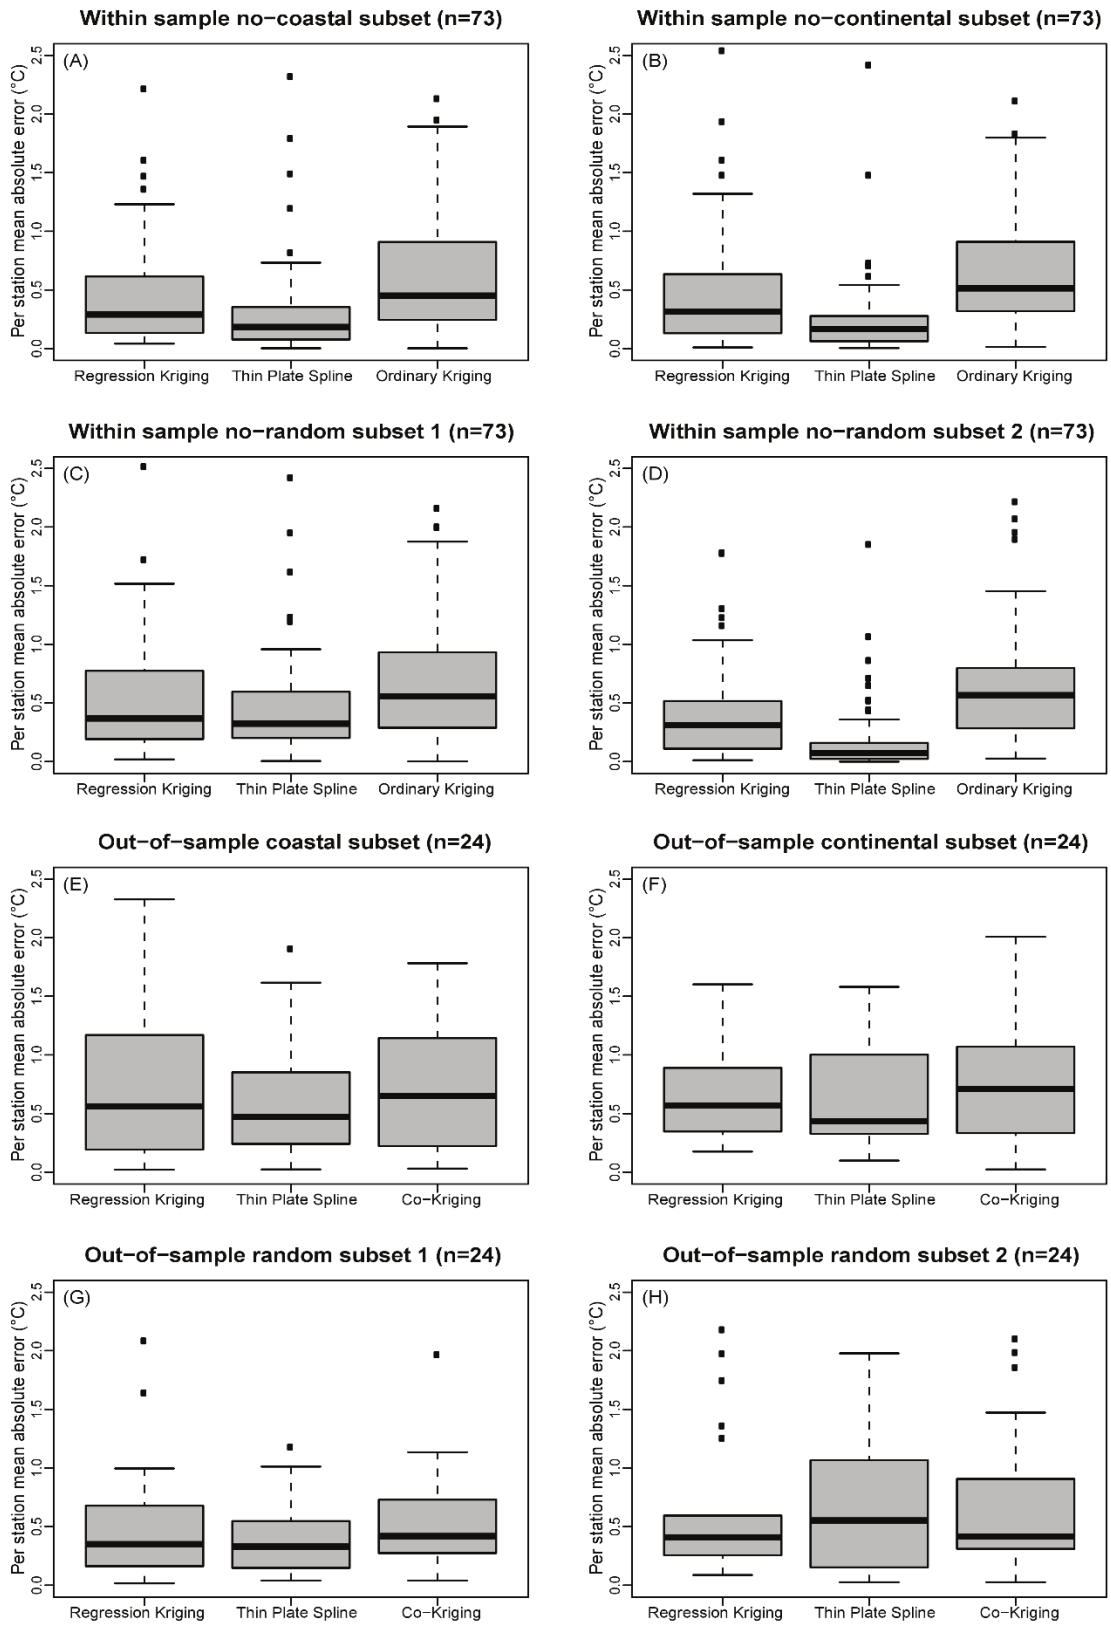 Within sample no−coastal subset (n=73)
Per station mean absolute error (°C)
2.5
2.0
1.5
1.0
0.5
0.0
(A)
Regression Kriging Thin Plate Spline Ordinary Kriging
Within sample no−continental subset (n=73)
Per station mean absolute error (°C)
2.5
2.0
1.5
1.0
0.5
0.0
(B)
Regression Kriging Thin Plate Spline Ordinary Kriging
Within sample no−random subset 1 (n=73)
Per station mean absolute error (°C)
2.5
2.0
1.5
1.0
0.5
0.0
(C)
Regression Kriging Thin Plate Spline Ordinary Kriging
Within sample no−random subset 2 (n=73)
Per station mean absolute error (°C)
2.5
2.0
1.5
1.0
0.5
0.0
(D)
Regression Kriging Thin Plate Spline Ordinary Kriging
Out−of−sample coastal subset (n=24)
Per station mean absolute error (°C)
2.5
2.0
1.5
1.0
0.5
0.0
(E)
Regression Kriging Thin Plate Spline Co−Kriging
Out−of−sample continental subset (n=24)
Per station mean absolute error (°C)
2.5
2.0
1.5
1.0
0.5
0.0
(F)
Regression Kriging Thin Plate Spline Co−Kriging
Out−of−sample random subset 1 (n=24)
Per station mean absolute error (°C)
2.5
2.0
1.5
1.0
0.5
0.0
(G)
Regression Kriging Thin Plate Spline Co−Kriging
Out−of−sample random subset 2 (n=24)
Per station mean absolute error (°C)
2.5
2.0
1.5
1.0
0.5
0.0
(H)
Regression Kriging Thin Plate Spline Co−Kriging